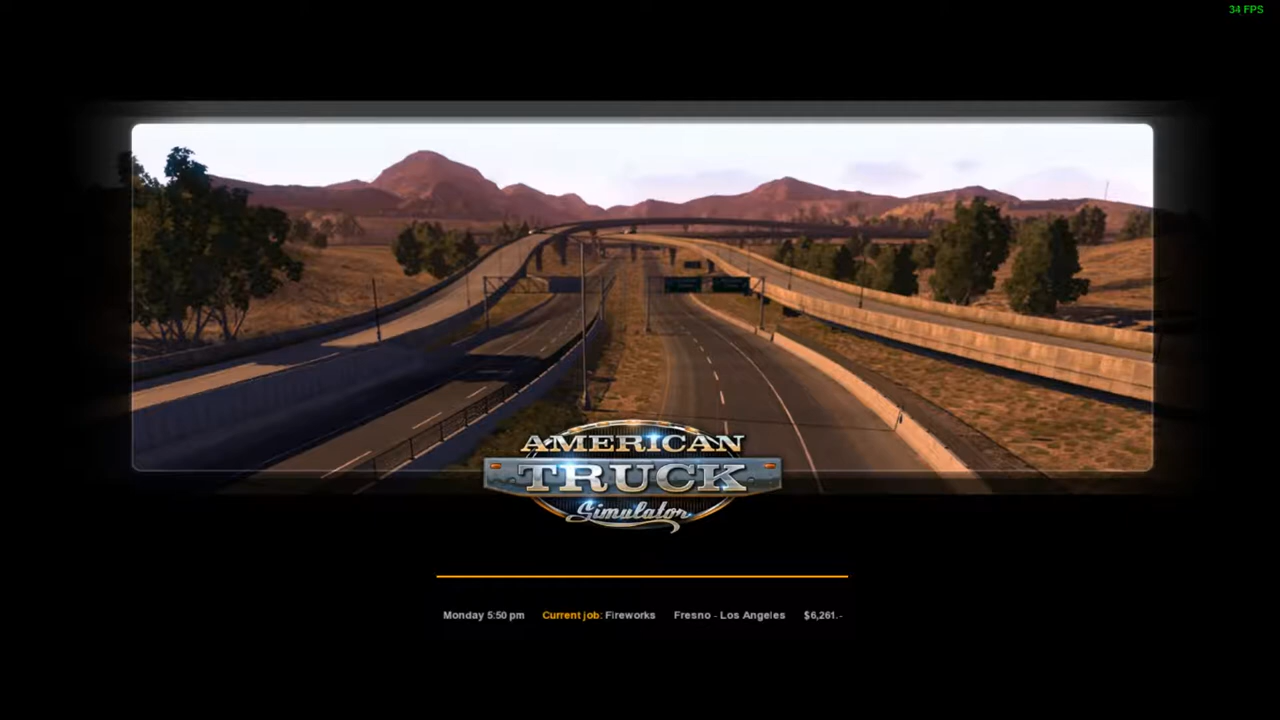 34 FPS
AMERICAN
TRUCK
Simulator
Monday 5:50 pm Current job: Fireworks Fresno - Los Angeles $6,261.-